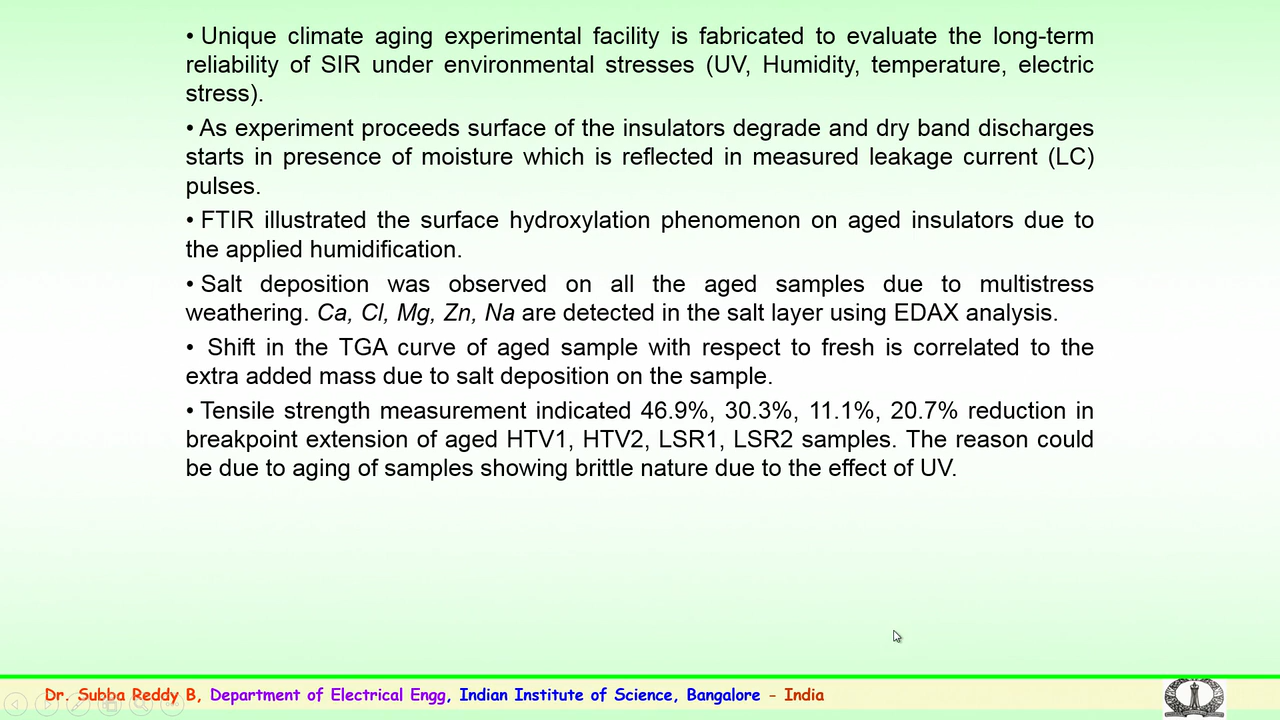 • Unique climate aging experimental facility is fabricated to evaluate the long-term
reliability of SIR under environmental stresses (UV, Humidity, temperature, electric
stress).
• As experiment proceeds surface of the insulators degrade and dry band discharges
starts in presence of moisture which is reflected in measured leakage current (LC)
pulses.
• FTIR illustrated the surface hydroxylation phenomenon on aged insulators due to
the applied humidification.
• Salt deposition was observed on all the aged samples due to multistress
weathering. Ca, Cl, Mg, Zn, Na are detected in the salt layer using EDAX analysis.
• Shift in the TGA curve of aged sample with respect to fresh is correlated to the
extra added mass due to salt deposition on the sample.
• Tensile strength measurement indicated 46.9%, 30.3%, 11.1%, 20.7% reduction in
breakpoint extension of aged HTV1, HTV2, LSR1, LSR2 samples. The reason could
be due to aging of samples showing brittle nature due to the effect of UV.
Dr. Subba Reddy B, Department of Electrical Engg, Indian Institute of Science, Bangalore - India